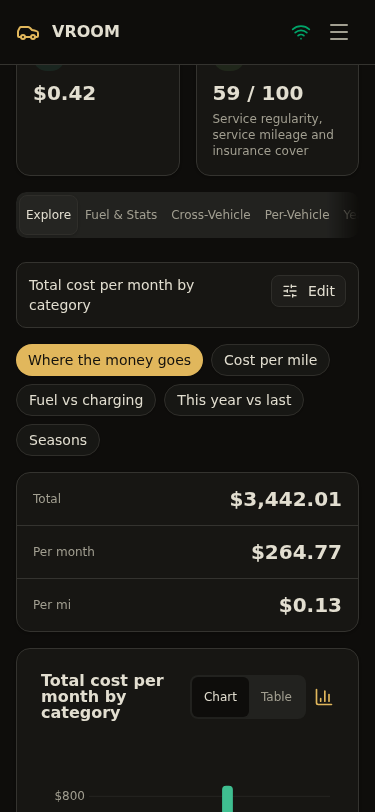 VROOM
$0.42
59 / 100
Service regularity,
service mileage and
insurance cover
Explore
Fuel & Stats
Cross-Vehicle
Per-Vehicle
Ye
Total cost per month by
category
Edit
Where the money goes
Cost per mile
Fuel vs charging
This year vs last
Seasons
Total
$3,442.01
Per month
$264.77
Per mi
$0.13
Total cost per
month by
category
Chart
Table
$800